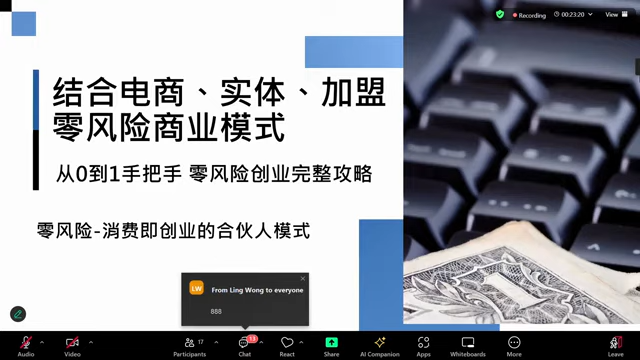 Recording
00:23:20
View
结合电商、实体、加盟
零风险商业模式
从0到1手把手 零风险创业完整攻略
零风险-消费即创业的合伙人模式
LW
From Ling Wong to everyone
888
Audio
Video
Participants
17
Chat
13
React
Share
AI Companion
Apps
Whiteboards
More
Leave